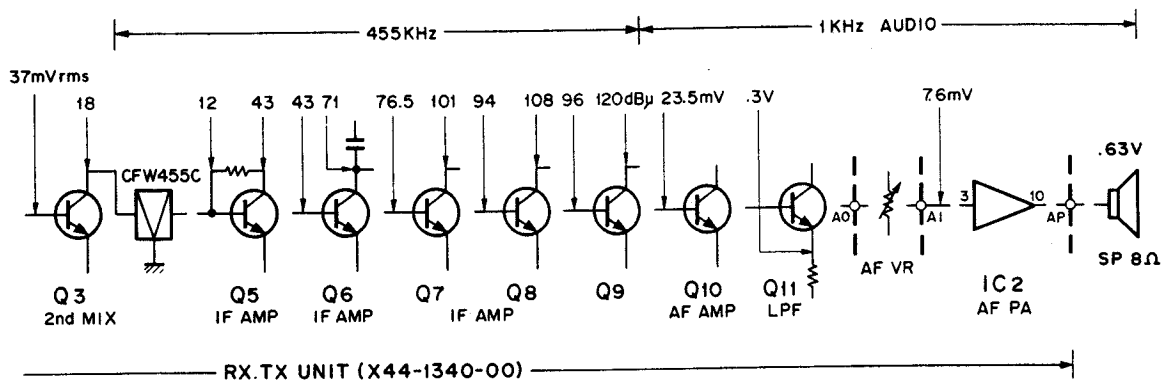 455KHz
1KHz AUDIO
37mVrms
18
12
43
43
71
76.5
101
94
108
96
120dBμ
23.5mV
.3V
7.6mV
.63V
CFW455C
AO
AI
3
10
AP
AF VR
SP 8Ω
Q3
2nd MIX
Q5
IF AMP
Q6
IF AMP
Q7
Q8
IF AMP
Q9
Q10
AF AMP
Q11
LPF
IC2
AF PA
RX.TX UNIT (X44-1340-00)